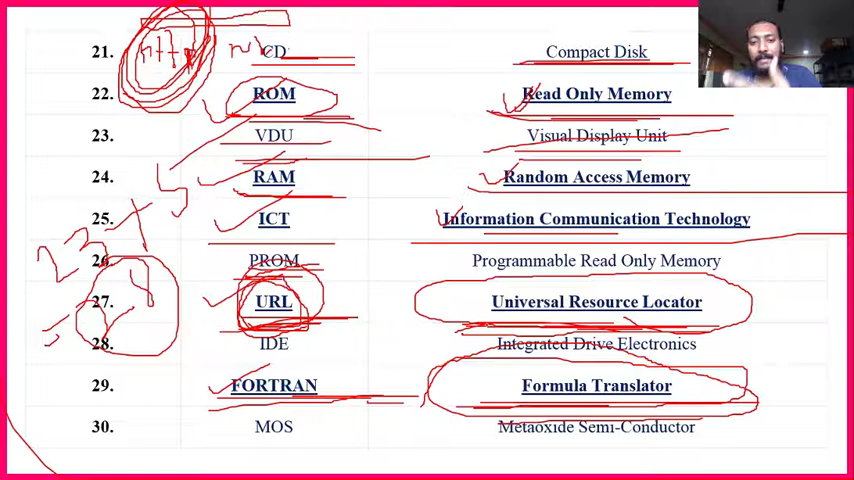 http
21. CD Compact Disk
22. ROM Read Only Memory
23. VDU Visual Display Unit
24. RAM Random Access Memory
25. ICT Information Communication Technology
26. PROM Programmable Read Only Memory
27. URL Universal Resource Locator
28. IDE Integrated Drive Electronics
29. FORTRAN Formula Translator
30. MOS Metaoxide Semi-Conductor